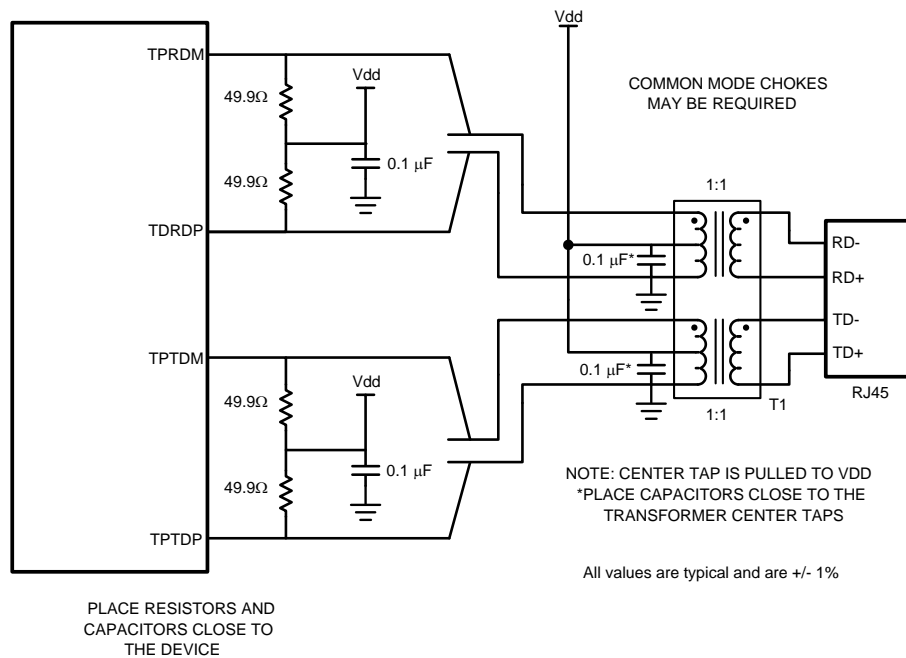 Vdd
TPRDM
49.9Ω
Vdd
0.1 µF
49.9Ω
TDRDP
COMMON MODE CHOKES
MAY BE REQUIRED
1:1
0.1 µF*
RD-
RD+
TD-
TD+
RJ45
TPTDM
49.9Ω
Vdd
0.1 µF
49.9Ω
TPTDP
0.1 µF*
1:1
T1
NOTE: CENTER TAP IS PULLED TO VDD
*PLACE CAPACITORS CLOSE TO THE
TRANSFORMER CENTER TAPS
All values are typical and are +/- 1%
PLACE RESISTORS AND
CAPACITORS CLOSE TO
THE DEVICE